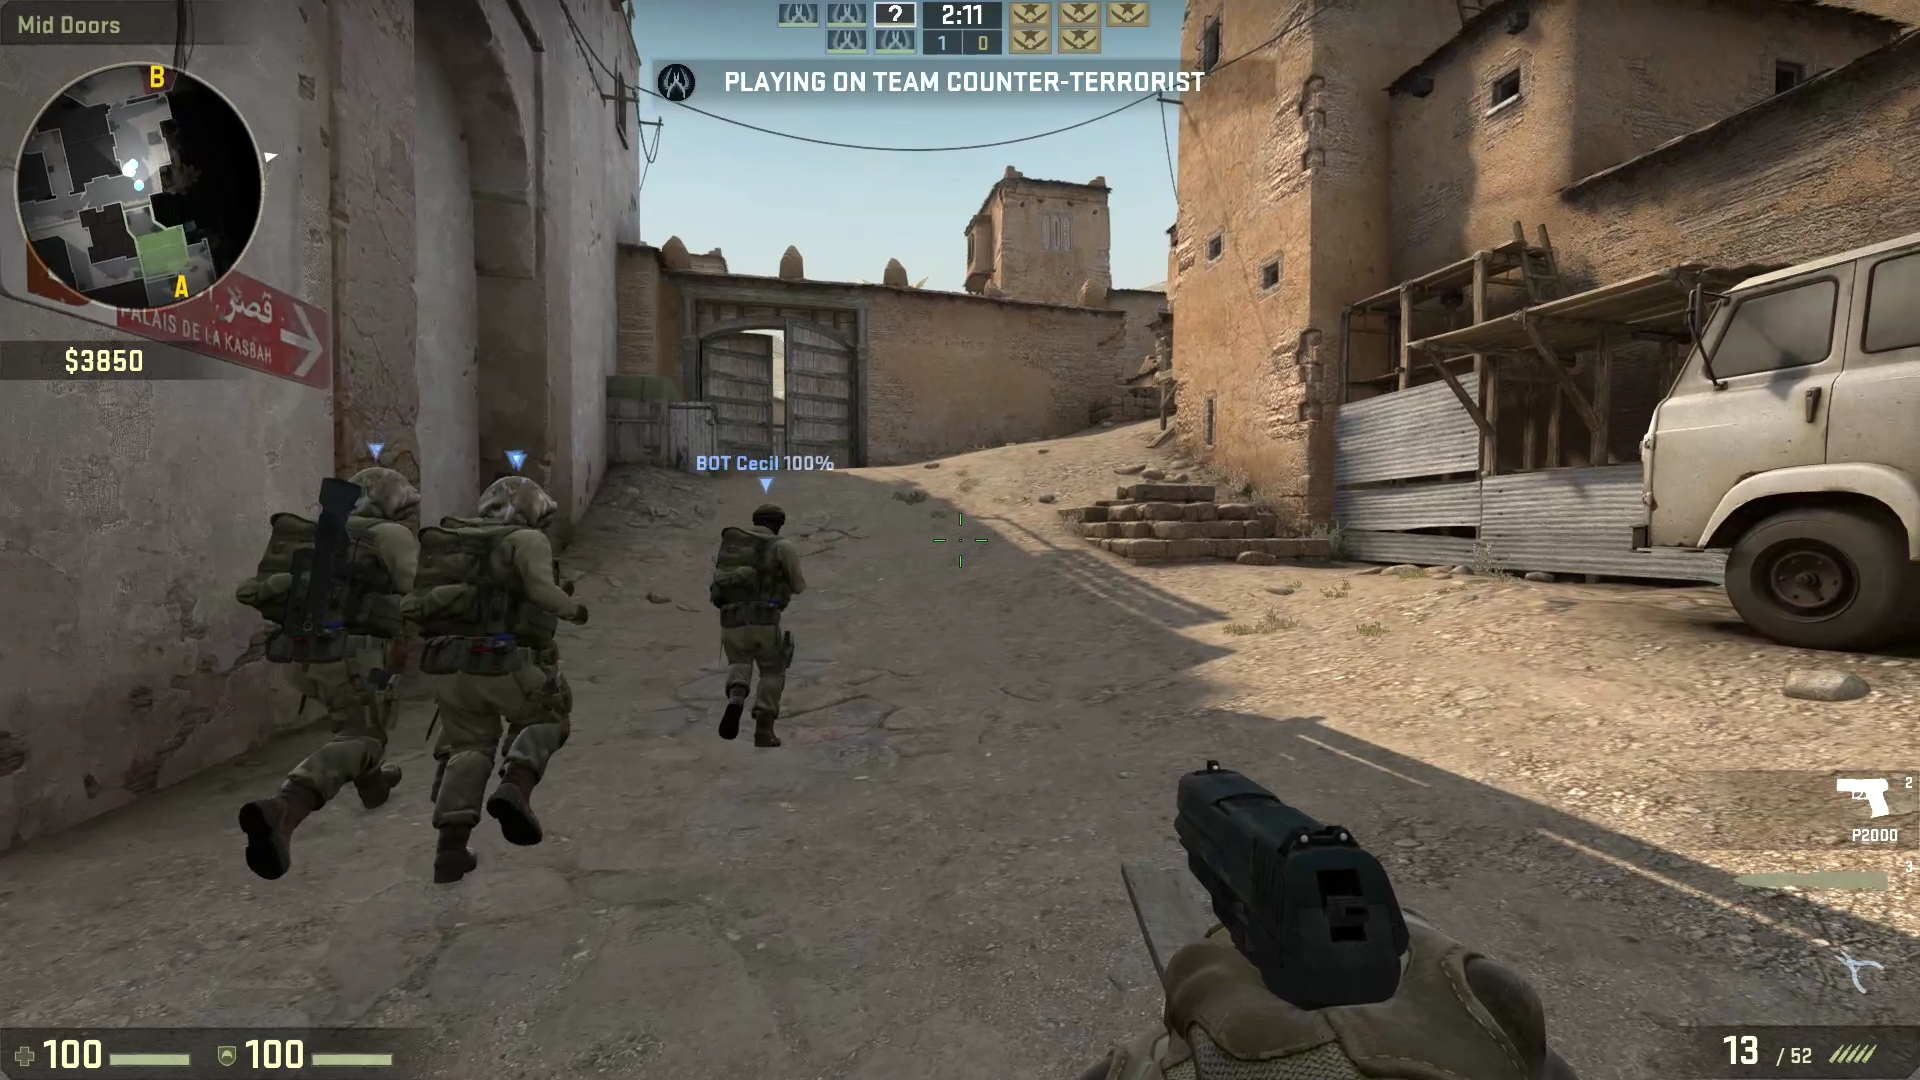 Mid Doors
B
A
?
2:11
1 0
PLAYING ON TEAM COUNTER-TERRORIST
قصر
PALAIS DE LA KASBAH
$3850
BOT Cecil 100%
2
P2000
3
100
100
13 / 52